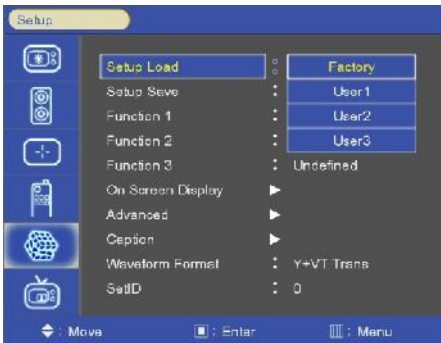 Setup
Setup Load : Factory
Setup Save : User1
Function 1 : User2
Function 2 : User3
Function 3 : Undefined
On Screen Display ▶
Advanced ▶
Caption ▶
Waveform Format : Y+VT Trans
SetID : 0
: Move : Enter : Menu